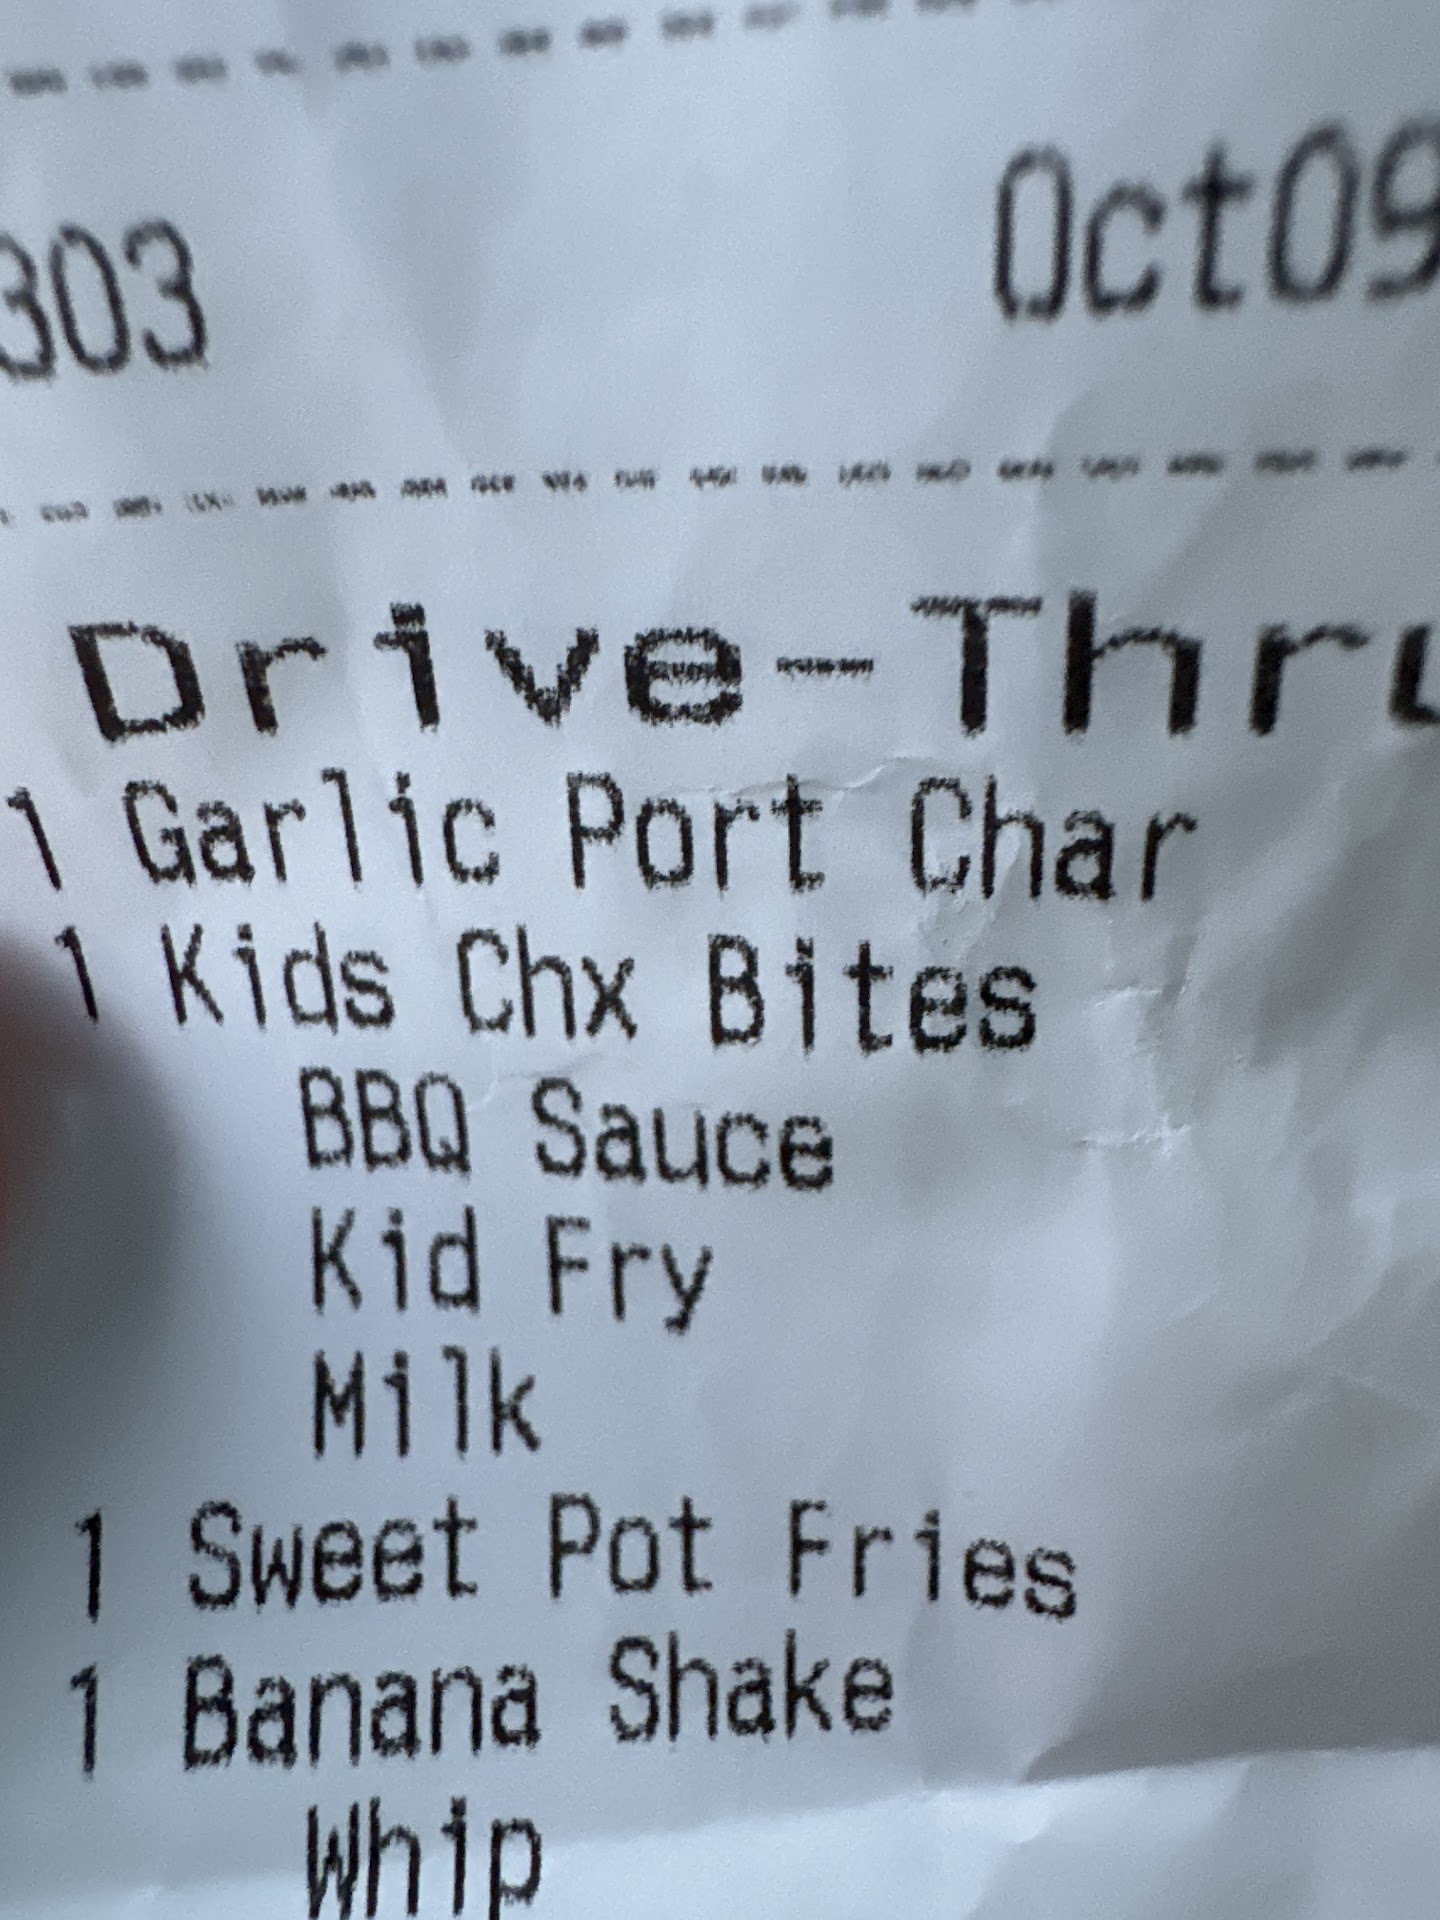 303 Oct09
Drive-Thru
1 Garlic Port Char
1 Kids Chx Bites
BBQ Sauce
Kid Fry
Milk
1 Sweet Pot Fries
1 Banana Shake
Whip